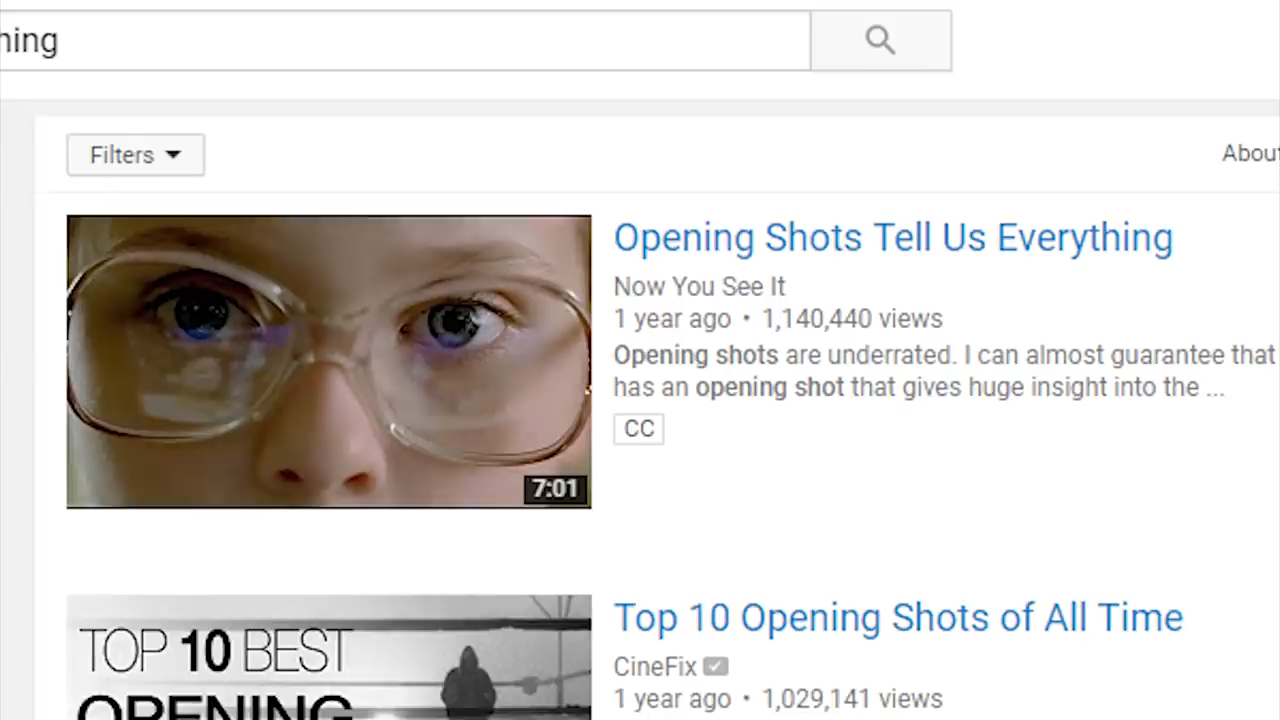 ning
Filters
About
Opening Shots Tell Us Everything
Now You See It
1 year ago • 1,140,440 views
Opening shots are underrated. I can almost guarantee that
has an opening shot that gives huge insight into the ...
CC
7:01
TOP 10 BEST
OPENING
Top 10 Opening Shots of All Time
CineFix
1 year ago • 1,029,141 views